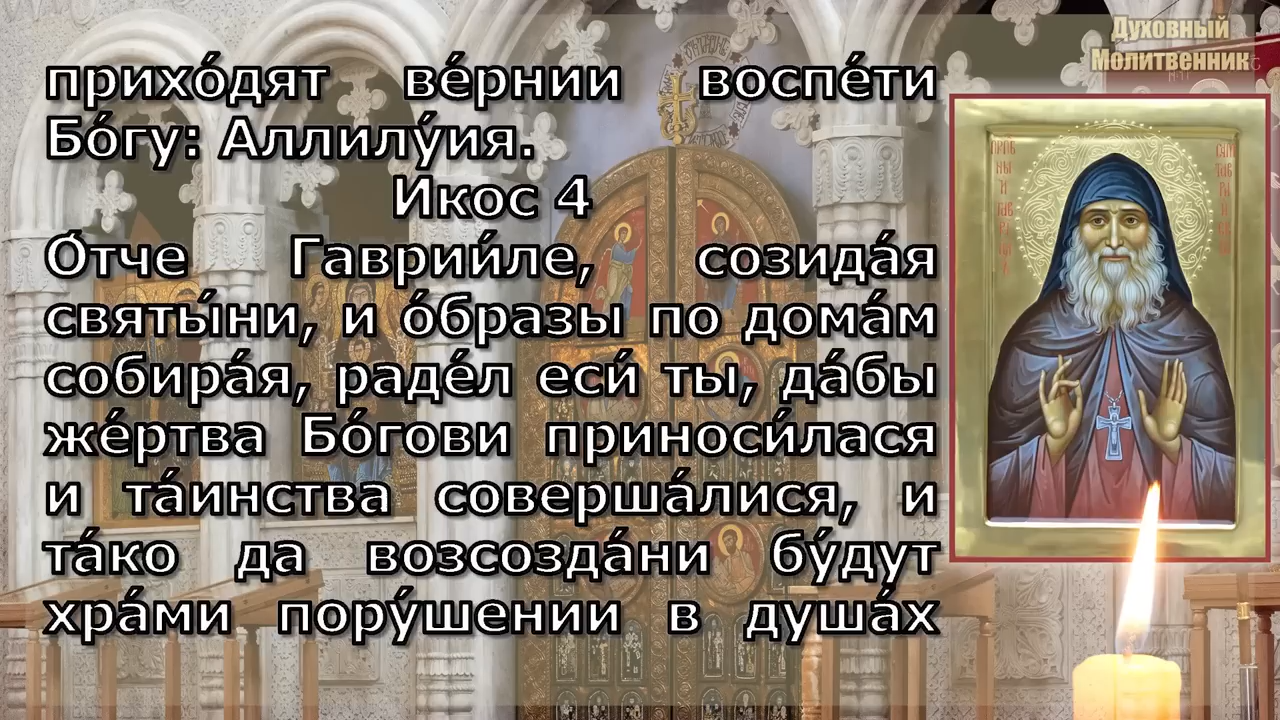 Духовный
Молитвенник
прихо́дят ве́рнии воспе́ти
Бо́гу: Аллилу́ия.
Икос 4
О́тче Гаврии́ле, созида́я
святы́ни, и о́бразы по дома́м
собира́я, раде́л еси́ ты, да́бы
же́ртва Бо́гови приноси́лася
и та́инства соверша́лися, и
та́ко да возсозда́ни бу́дут
хра́ми пору́шении в душа́х